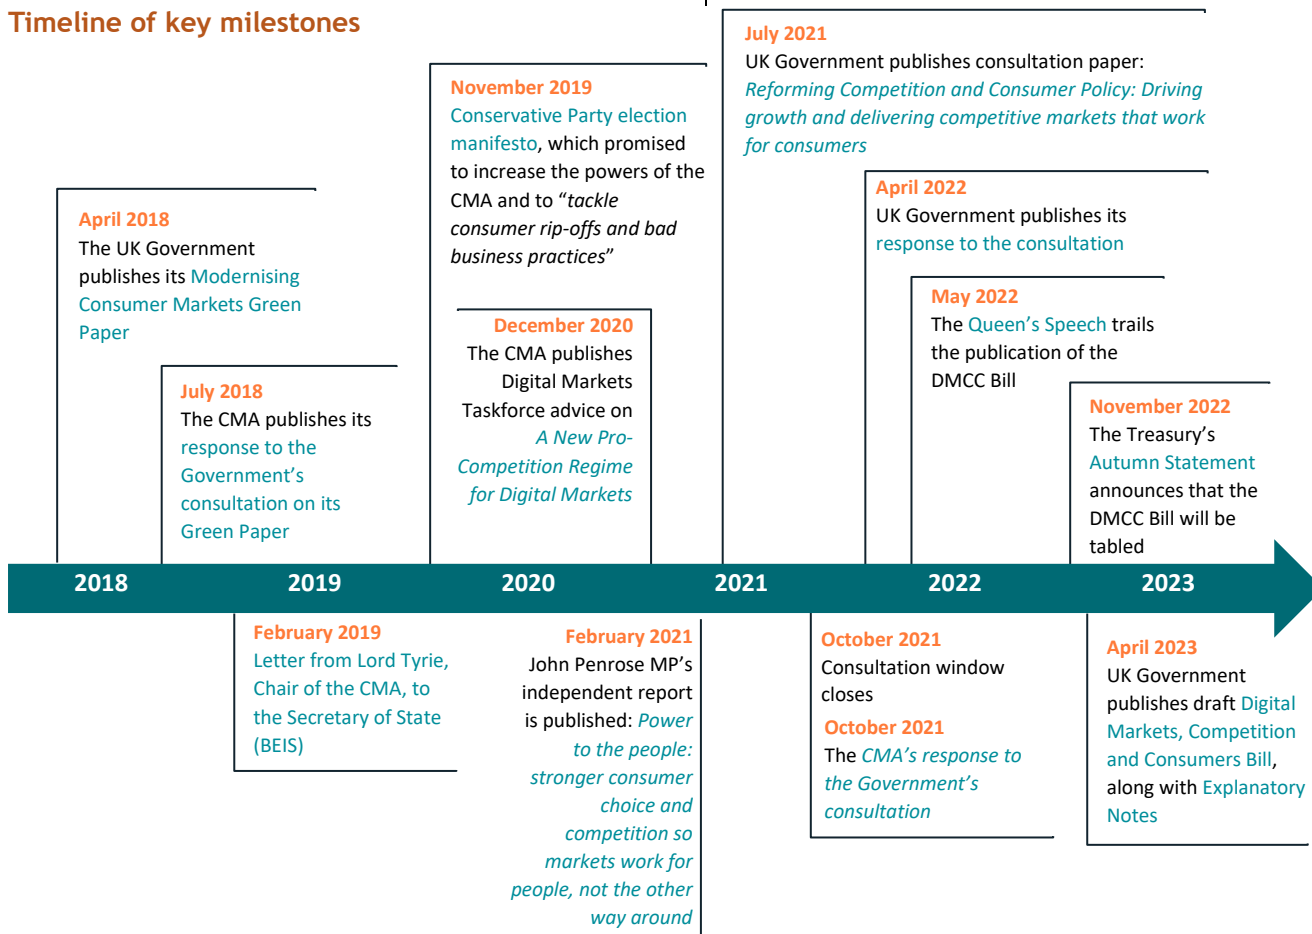 Timeline of key milestones
April 2018
The UK Government
publishes its Modernising
Consumer Markets Green
Paper
July 2018
The CMA publishes its
response to the
Government’s
consultation on its
Green Paper
November 2019
Conservative Party election
manifesto, which promised
to increase the powers of the
CMA and to “tackle
consumer rip-offs and bad
business practices”
December 2020
The CMA publishes
Digital Markets
Taskforce advice on
A New Pro-
Competition Regime
for Digital Markets
July 2021
UK Government publishes consultation paper:
Reforming Competition and Consumer Policy: Driving
growth and delivering competitive markets that work
for consumers
April 2022
UK Government publishes its
response to the consultation
May 2022
The Queen’s Speech trails
the publication of the
DMCC Bill
November 2022
The Treasury’s
Autumn Statement
announces that the
DMCC Bill will be
tabled
2018 2019 2020 2021 2022 2023
February 2019
Letter from Lord Tyrie,
Chair of the CMA, to
the Secretary of State
(BEIS)
February 2021
John Penrose MP’s
independent report
is published: Power
to the people:
stronger consumer
choice and
competition so
markets work for
people, not the other
way around
October 2021
Consultation window
closes
October 2021
The CMA’s response to
the Government’s
consultation
April 2023
UK Government
publishes draft Digital
Markets, Competition
and Consumers Bill,
along with Explanatory
Notes